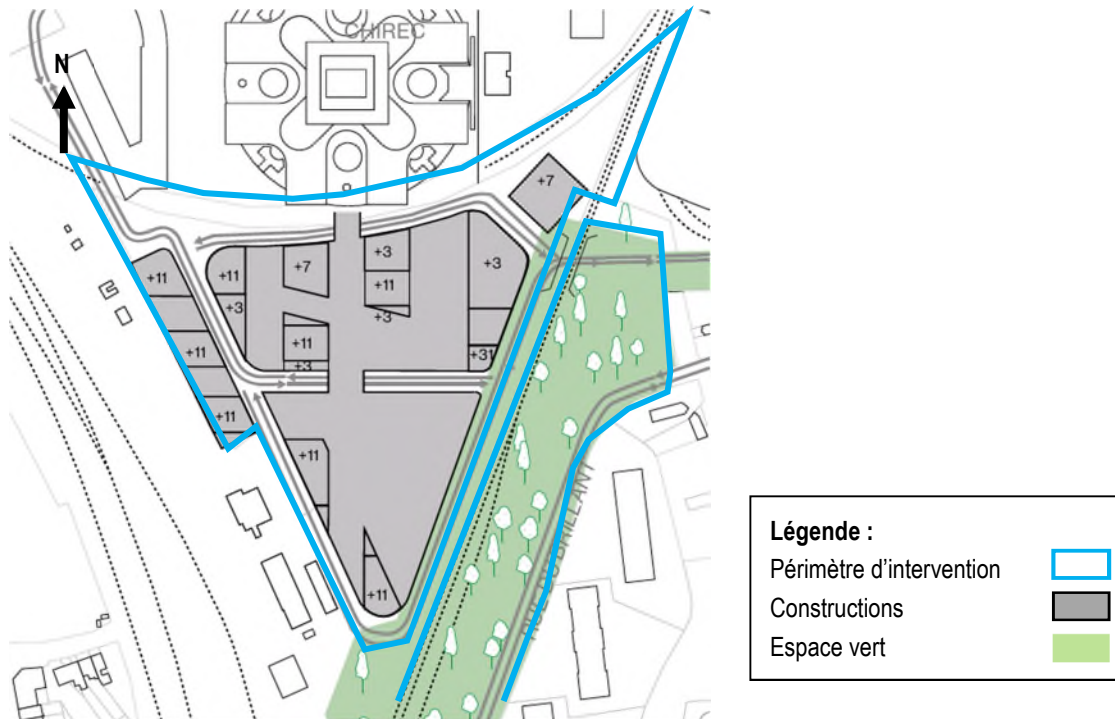 CHIREC
N
+7
+11
+11
+7
+3
+3
+11
+3
+3
+11
+11
+3
+31
+11
+11
+11
RUE DU BAILLANT
Légende :
Périmètre d'intervention
Constructions
Espace vert